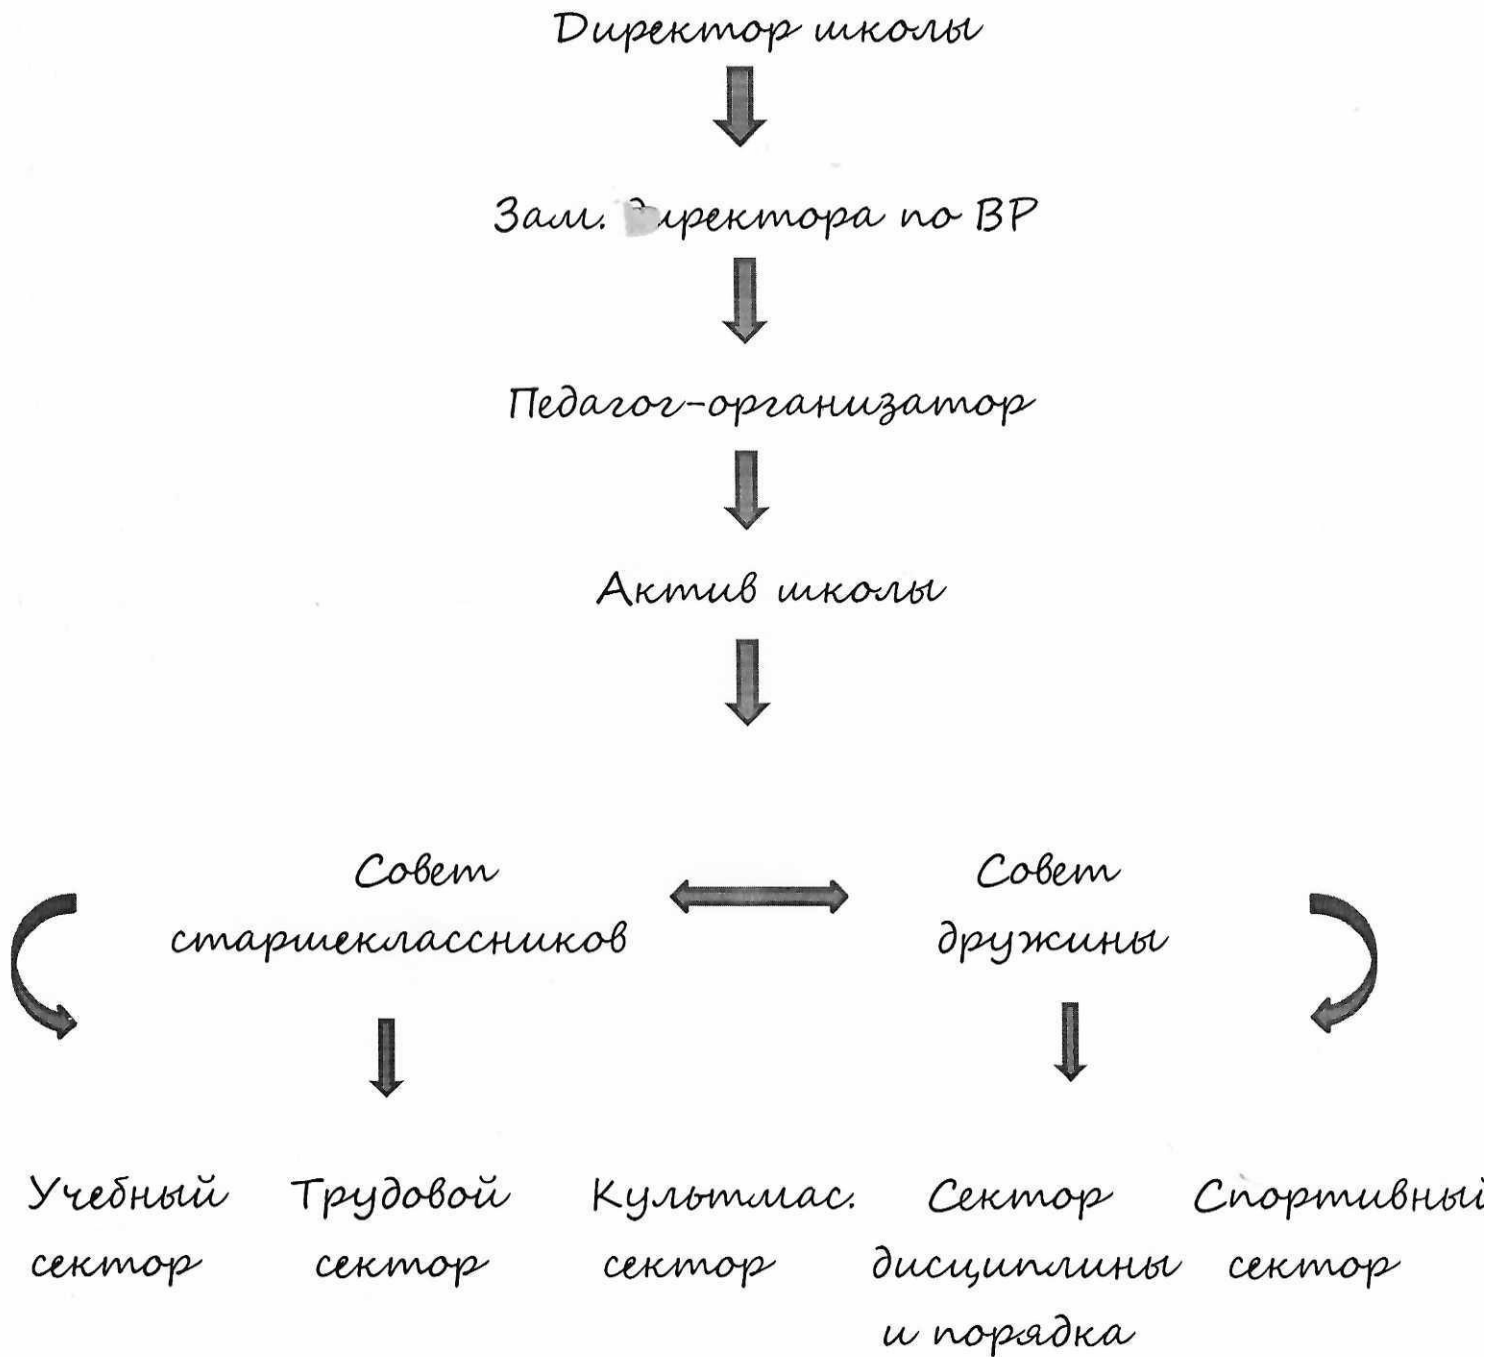 Директор школы
Зам. директора по ВР
Педагог-организатор
Актив школы
Совет
старшеклассников
Совет
дружины
Учебный
сектор
Трудовой
сектор
Культмас.
сектор
Сектор
дисциплины
и порядка
Спортивный
сектор